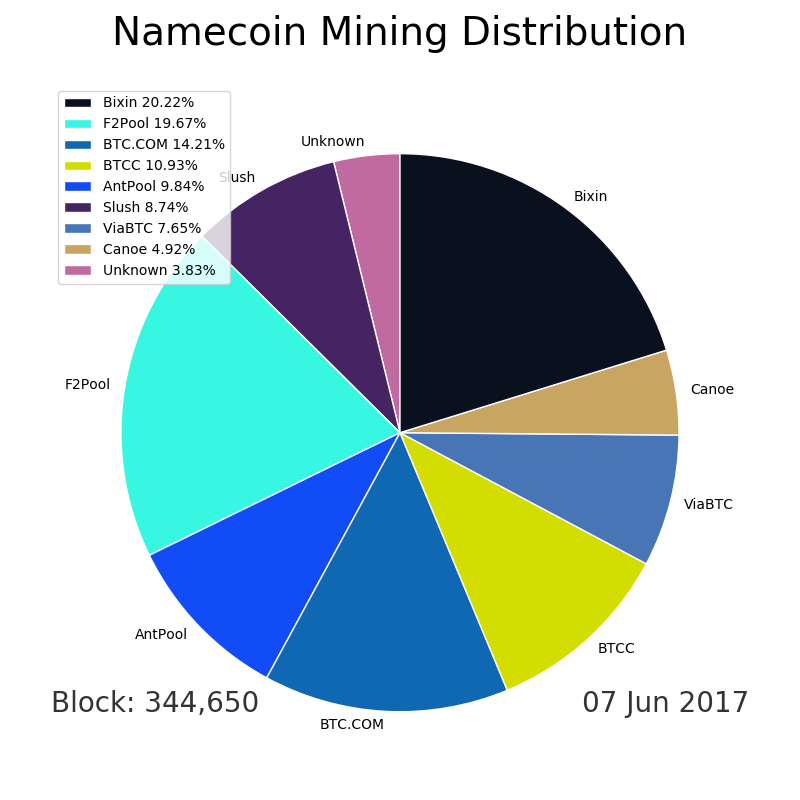 Namecoin Mining Distribution
Bixin 20.22%
F2Pool 19.67%
BTC.COM 14.21%
BTCC 10.93%
AntPool 9.84%
Slush 8.74%
ViaBTC 7.65%
Canoe 4.92%
Unknown 3.83%
Unknown
Slush
Bixin
F2Pool
Canoe
ViaBTC
AntPool
BTCC
BTC.COM
Block: 344,650
07 Jun 2017